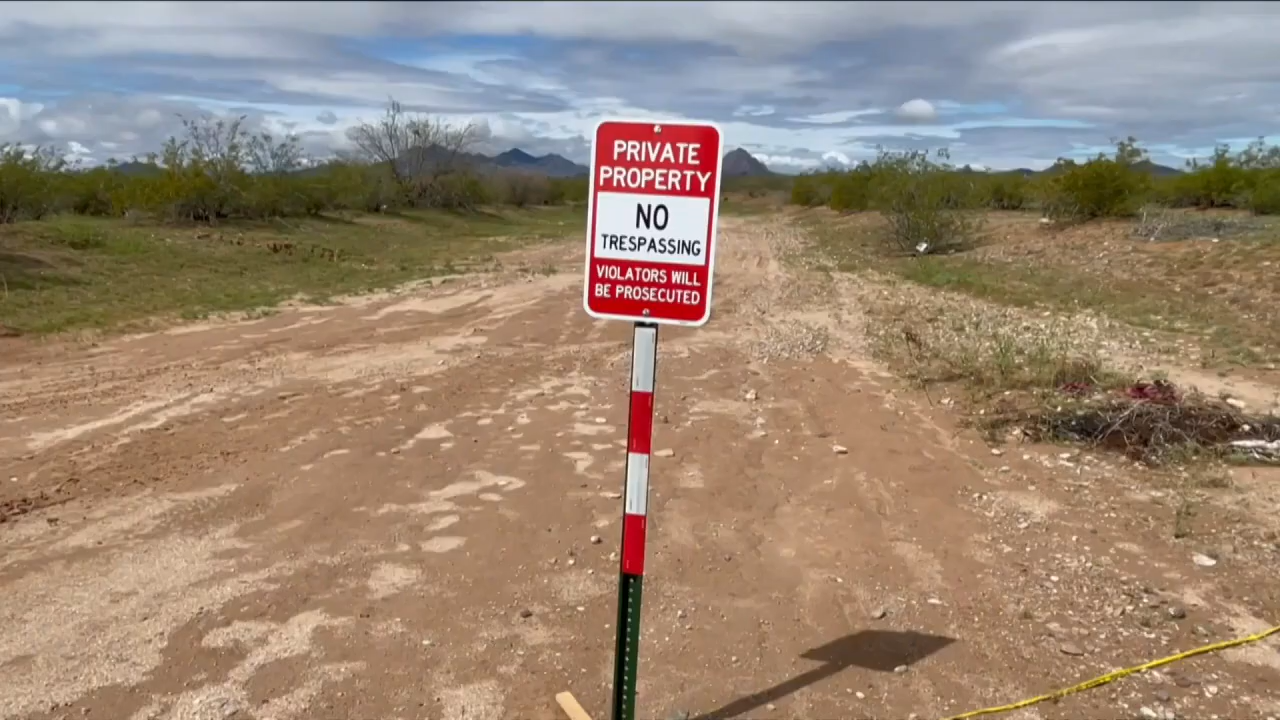 PRIVATE
PROPERTY
NO
TRESPASSING
VIOLATORS WILL
BE PROSECUTED